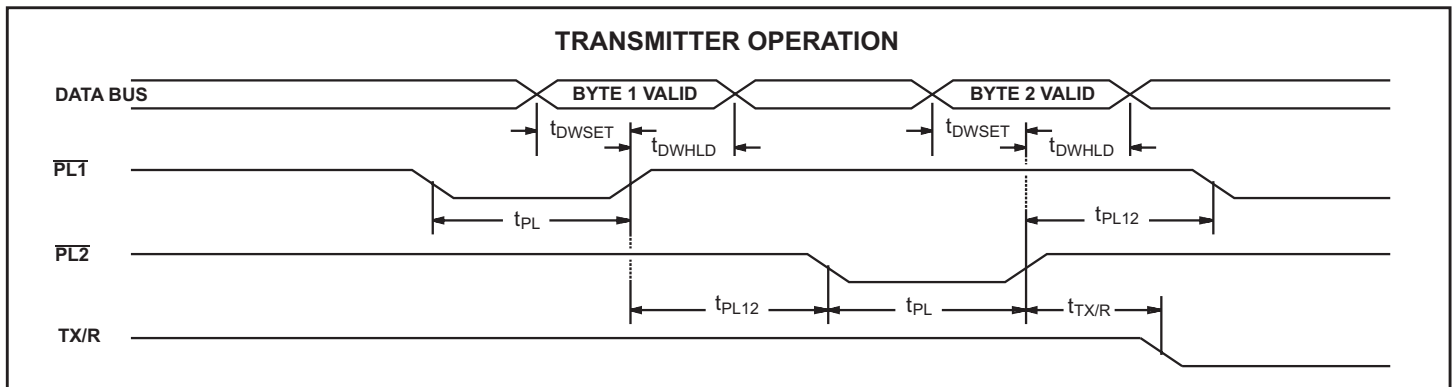 TRANSMITTER OPERATION
DATA BUS
BYTE 1 VALID
BYTE 2 VALID
tDWSET
tDWHLD
tDWSET
tDWHLD
PL1
tPL
tPL12
PL2
tPL12
tPL
tTX/R
TX/R